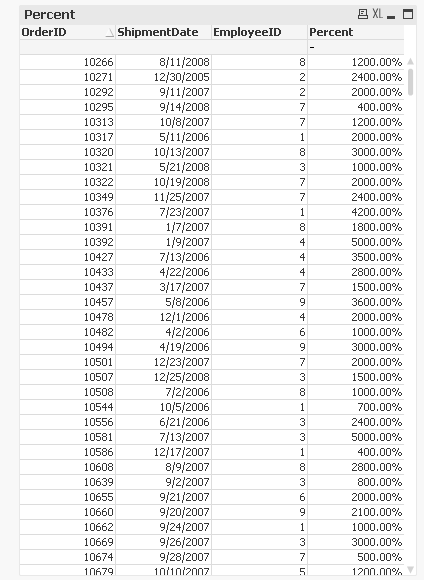 Percent XL
OrderID ShipmentDate EmployeeID Percent
-
10266 8/11/2008 8 1200.00%
10271 12/30/2005 2 2400.00%
10292 9/11/2007 2 2000.00%
10295 9/14/2008 7 400.00%
10313 10/8/2007 7 1200.00%
10317 5/11/2006 1 2000.00%
10320 10/13/2007 8 3000.00%
10321 5/21/2008 3 1000.00%
10322 10/19/2008 7 2000.00%
10349 11/25/2007 7 2400.00%
10376 7/23/2007 1 4200.00%
10391 1/7/2007 8 1800.00%
10392 1/9/2007 4 5000.00%
10427 7/13/2006 4 3500.00%
10433 4/22/2006 4 2800.00%
10437 3/17/2007 7 1500.00%
10457 5/8/2006 9 3600.00%
10478 12/1/2006 4 2000.00%
10482 4/2/2006 6 1000.00%
10494 4/19/2006 9 3000.00%
10501 12/23/2007 7 2000.00%
10507 12/25/2008 3 1500.00%
10508 7/2/2006 8 1000.00%
10544 10/5/2006 1 700.00%
10556 6/21/2006 3 2400.00%
10581 7/13/2007 3 5000.00%
10586 12/17/2007 1 400.00%
10608 8/9/2007 8 2800.00%
10639 9/2/2007 3 800.00%
10655 9/21/2007 6 2000.00%
10660 9/20/2007 9 2100.00%
10662 9/24/2007 1 1000.00%
10669 9/26/2007 3 3000.00%
10674 9/28/2007 7 500.00%
10679 10/10/2007 5 1200.00%